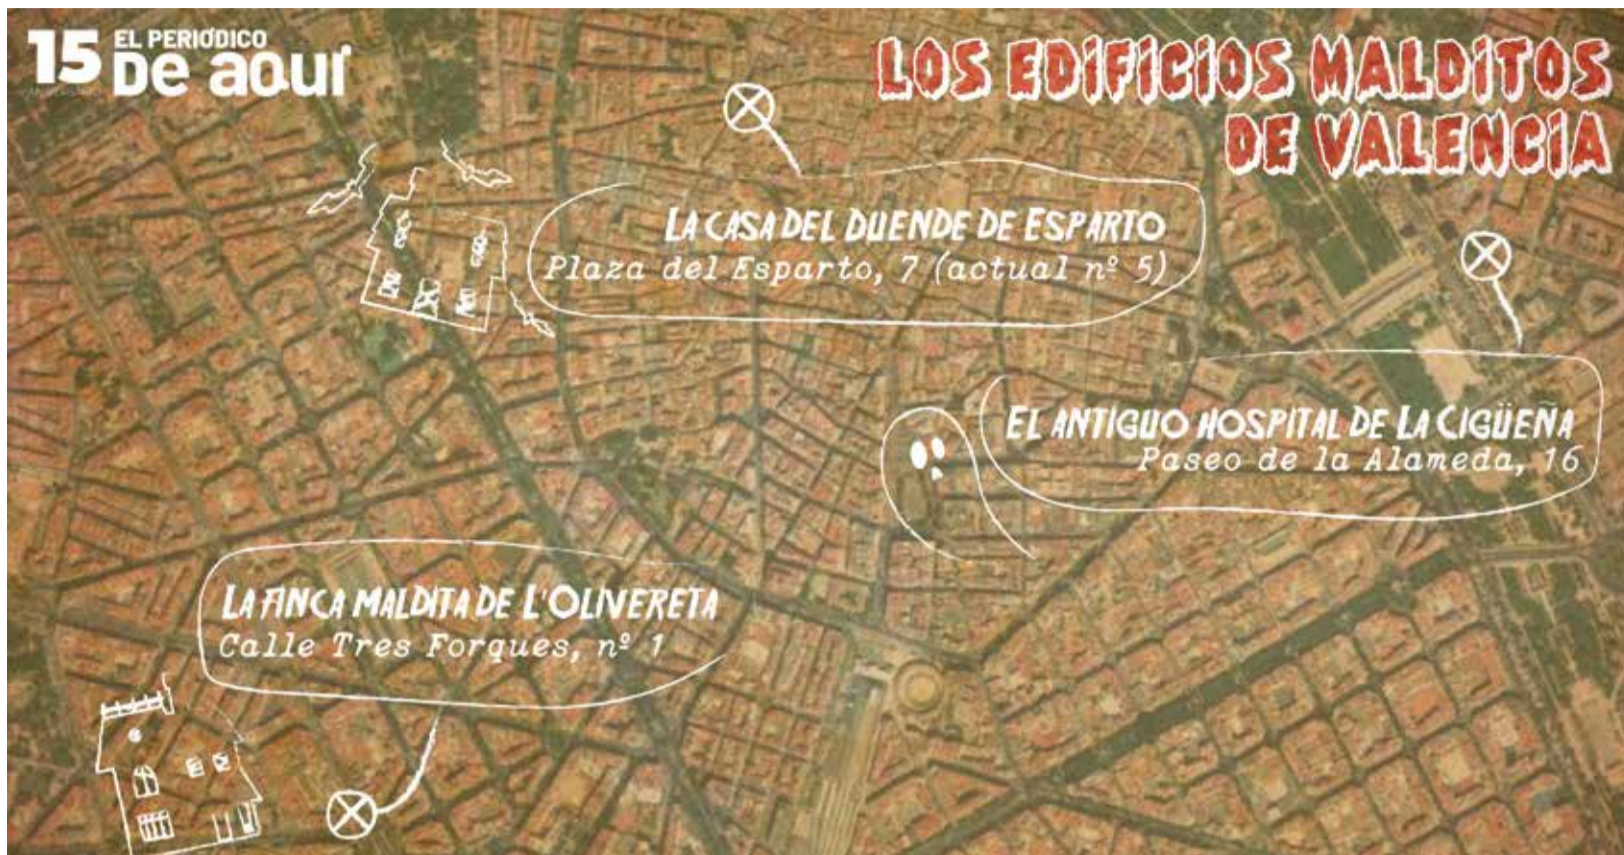 15 EL PERIÓDICO
De aquí
LOS EDIFICIOS MALDITOS
DE VALENCIA
LA CASA DEL DUENDE DE ESPARTO
Plaza del Esparto, 7 (actual nº 5)
EL ANTIGUO HOSPITAL DE LA CIGÜEÑA
Paseo de la Alameda, 16
LA FINCA MALDITA DE L'OLIVERETA
Calle Tres Forques, nº 1